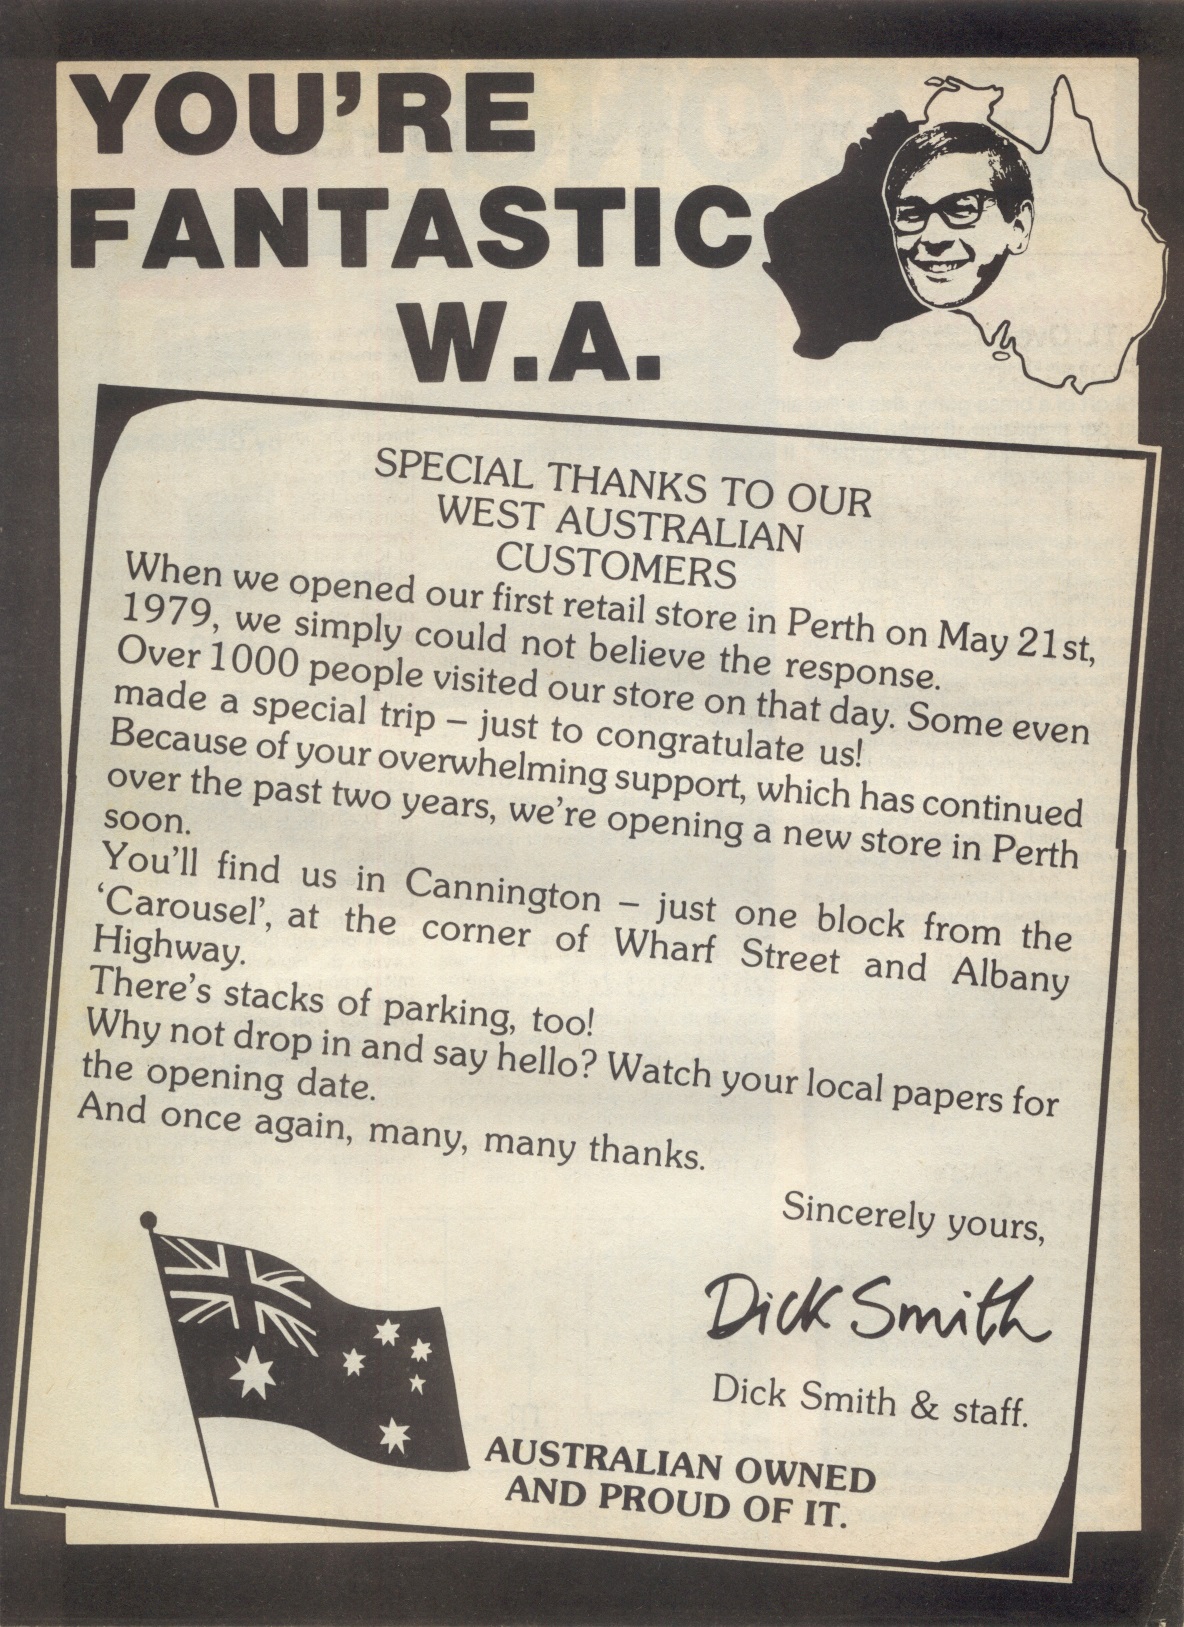 YOU'RE
FANTASTIC
W.A.
SPECIAL THANKS TO OUR
WEST AUSTRALIAN
CUSTOMERS
When we opened our first retail store in Perth on May 21st,
1979, we simply could not believe the response.
Over 1000 people visited our store on that day. Some even
made a special trip – just to congratulate us!
Because of your overwhelming support, which has continued
over the past two years, we're opening a new store in Perth
soon.
You'll find us in Cannington – just one block from the
'Carousel', at the corner of Wharf Street and Albany
Highway.
There's stacks of parking, too!
Why not drop in and say hello? Watch your local papers for
the opening date.
And once again, many, many thanks.
Sincerely yours,
Dick Smith
Dick Smith & staff.
AUSTRALIAN OWNED
AND PROUD OF IT.